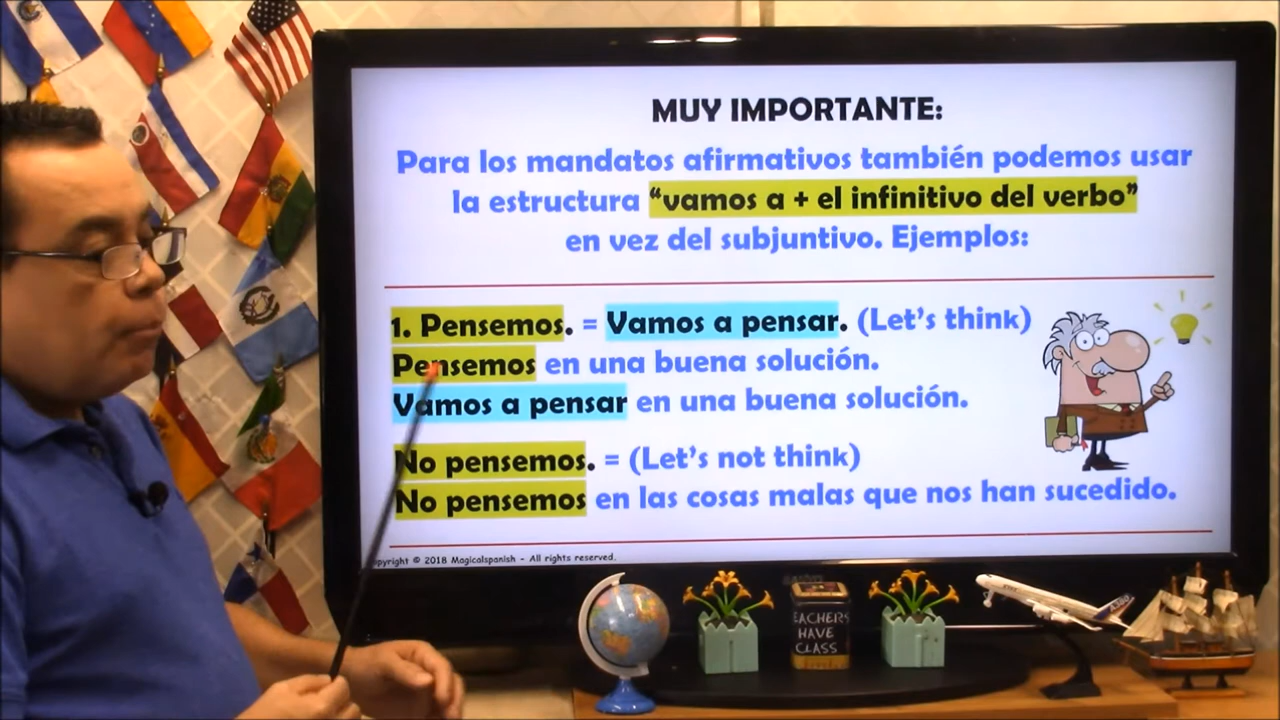 MUY IMPORTANTE:
Para los mandatos afirmativos también podemos usar
la estructura “vamos a + el infinitivo del verbo”
en vez del subjuntivo. Ejemplos:
1. Pensemos. = Vamos a pensar. (Let’s think)
Pensemos en una buena solución.
Vamos a pensar en una buena solución.
No pensemos. = (Let’s not think)
No pensemos en las cosas malas que nos han sucedido.
pyright © 2018 Magicalspanish - All rights reserved.
EACHERS
HAVE
CLASS
A380